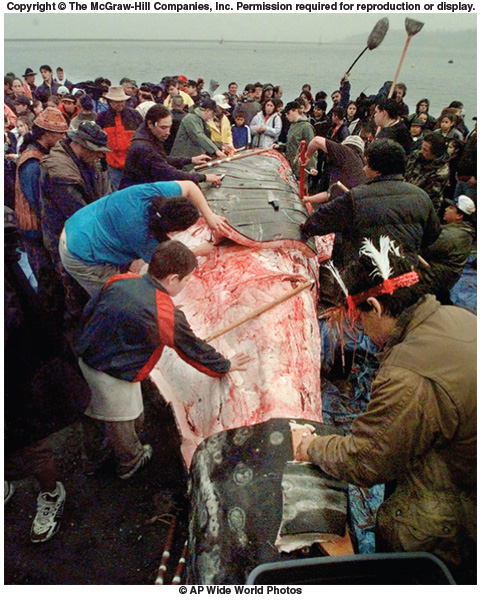 Copyright © The McGraw-Hill Companies, Inc. Permission required for reproduction or display.
© AP Wide World Photos